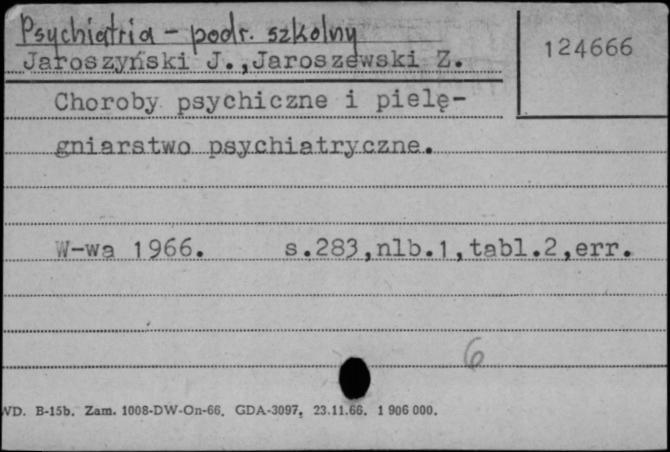 Psychiatria - podr. szkolny
124666
Jaroszyński J., Jaroszewski Z.
Choroby psychiczne i pielę-
gniarstwo psychiatryczne.
W-wa 1966. s.283,nlb.1,tabl.2,err.
6
WD. B-15b. Zam. 1008-DW-On-66. GDA-3097, 23.11.66. 1 906 000.